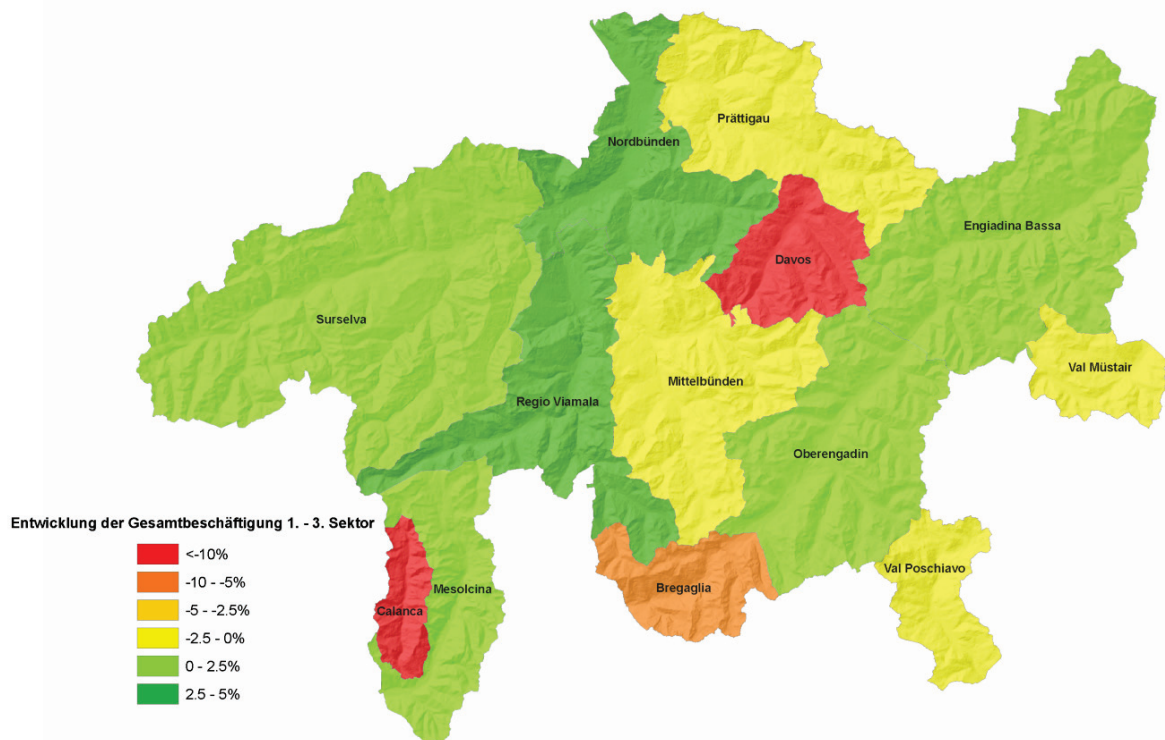 Prättigau
Nordbünden
Engiadina Bassa
Davos
Surselva
Val Müstair
Mittelbünden
Regio Viamala
Oberengadin
Entwicklung der Gesamtbeschäftigung 1. - 3. Sektor
<-10%
-10 - -5%
-5 - -2.5%
-2.5 - 0%
0 - 2.5%
2.5 - 5%
Val Poschiavo
Mesolcina
Bregaglia
Calanca